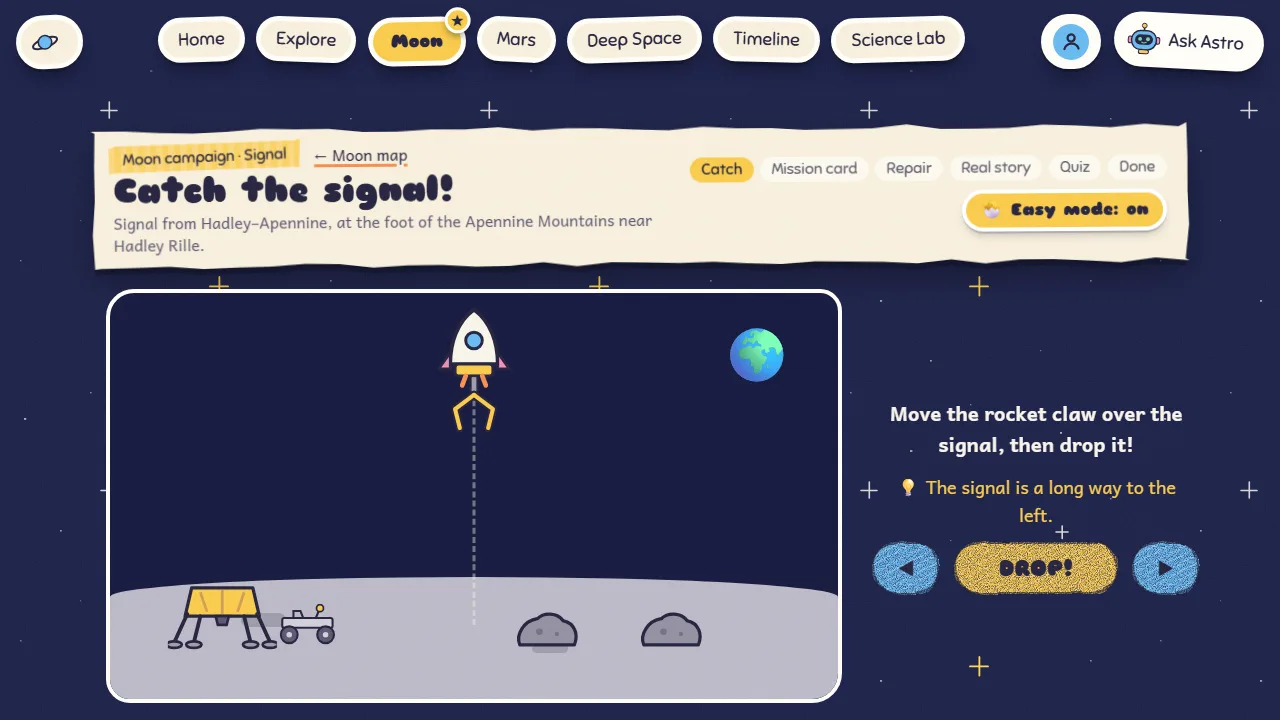 Home
Explore
Moon
Mars
Deep Space
Timeline
Science Lab
Ask Astro
Moon campaign · Signal
← Moon map
Catch the signal!
Signal from Hadley–Apennine, at the foot of the Apennine Mountains near
Hadley Rille.
Catch
Mission card
Repair
Real story
Quiz
Done
Easy mode: on
Move the rocket claw over the
signal, then drop it!
The signal is a long way to the
left.
DROP!